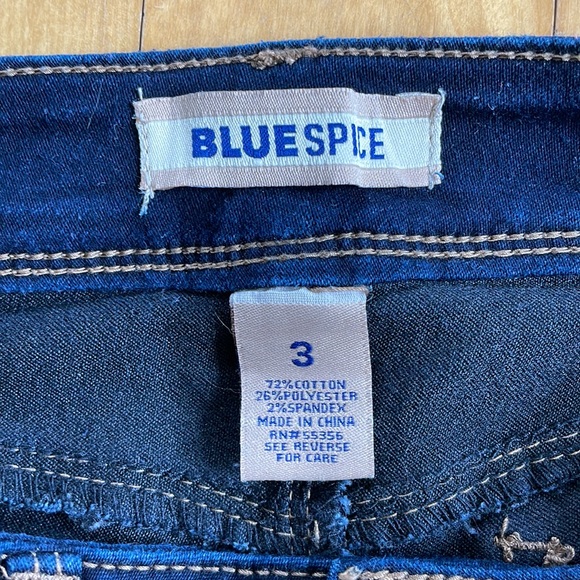 BLUESPICE
3
72%COTTON
26%POLYESTER
2%SPANDEX
MADE IN CHINA
RN#55356
SEE REVERSE
FOR CARE